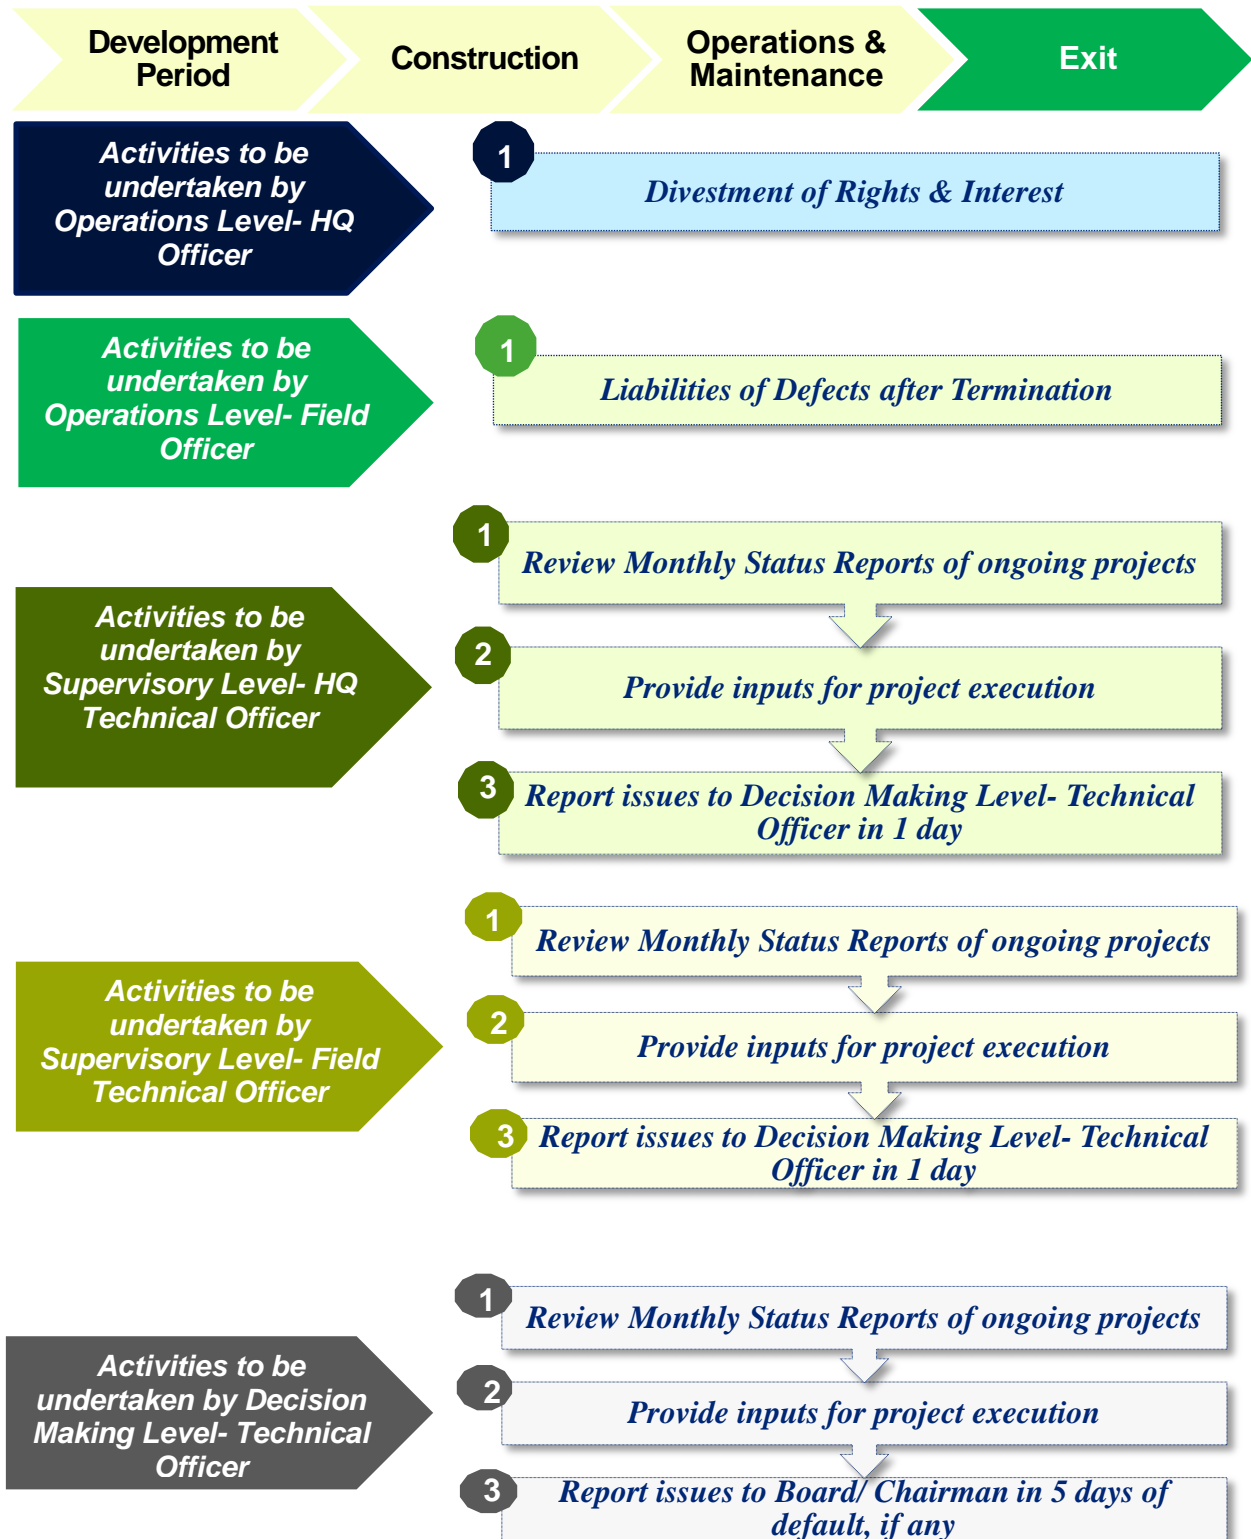 Development
Period
Construction
Operations &
Maintenance
Exit
Activities to be
undertaken by
Operations Level- HQ
Officer
1
Divestment of Rights & Interest
Activities to be
undertaken by
Operations Level- Field
Officer
1
Liabilities of Defects after Termination
Activities to be
undertaken by
Supervisory Level- HQ
Technical Officer
1
Review Monthly Status Reports of ongoing projects
2
Provide inputs for project execution
3
Report issues to Decision Making Level- Technical
Officer in 1 day
Activities to be
undertaken by
Supervisory Level- Field
Technical Officer
1
Review Monthly Status Reports of ongoing projects
2
Provide inputs for project execution
3
Report issues to Decision Making Level- Technical
Officer in 1 day
Activities to be
undertaken by Decision
Making Level- Technical
Officer
1
Review Monthly Status Reports of ongoing projects
2
Provide inputs for project execution
3
Report issues to Board/ Chairman in 5 days of
default, if any